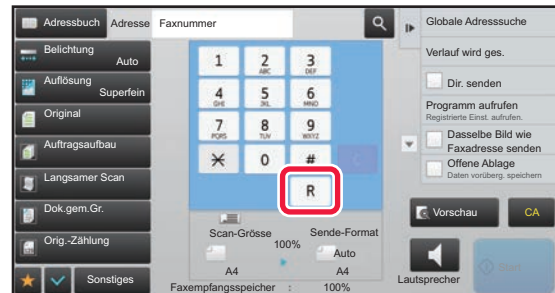 Adressbuch
Adresse
Faxnummer
Globale Adresssuche
Belichtung
Auto
Auflösung
Superfein
Original
Auftragsaufbau
Langsamer Scan
Dok.gem.Gr.
Orig.-Zählung
Sonstiges
1
2
ABC
3
DEF
4
GHI
5
JKL
6
MNO
7
PQRS
8
TUV
9
WXYZ
0
#
C
R
Scan-Grösse
100%
Sende-Format
Auto
A4
A4
Faxempfangsspeicher : 100%
Verlauf wird ges.
Dir. senden
Programm aufrufen
Registrierte Einst. aufrufen.
Dasselbe Bild wie
Faxadresse senden
Offene Ablage
Daten vorüberg. speichern
Vorschau
CA
Lautsprecher
Start